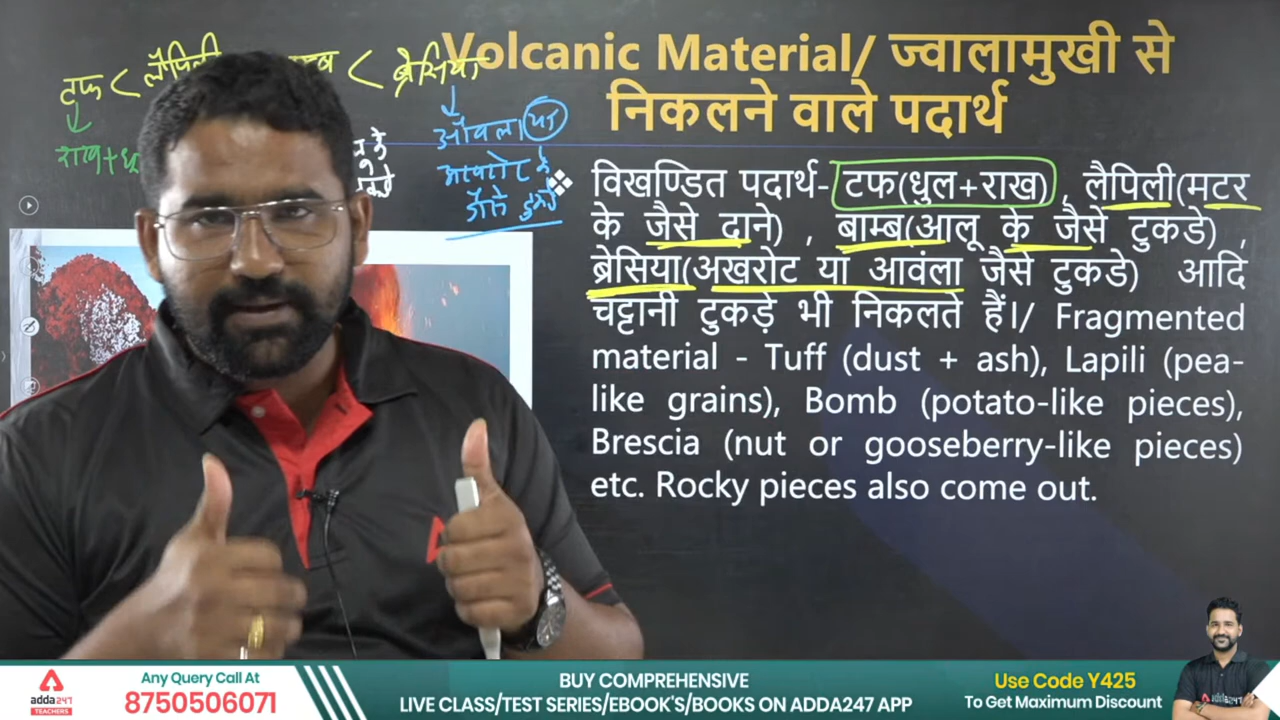 Volcanic Material/ ज्वालामुखी से
निकलने वाले पदार्थ
टफ < लैपिली < ब्रेसिया
राख+धू
आँवला या
अखरोट के
जैसे टुकड़े
❖ विखण्डित पदार्थ- टफ(धुल+राख) , लैपिली(मटर
के जैसे दाने) , बाम्ब(आलू के जैसे टुकडे) ,
ब्रेसिया(अखरोट या आवंला जैसे टुकडे) आदि
चट्टानी टुकड़े भी निकलते हैं।/ Fragmented
material - Tuff (dust + ash), Lapili (pea-
like grains), Bomb (potato-like pieces),
Brescia (nut or gooseberry-like pieces)
etc. Rocky pieces also come out.
adda247
TEACHERS
Any Query Call At
8750506071
BUY COMPREHENSIVE
LIVE CLASS/TEST SERIES/EBOOK'S/BOOKS ON ADDA247 APP
Use Code Y425
To Get Maximum Discount
adda247